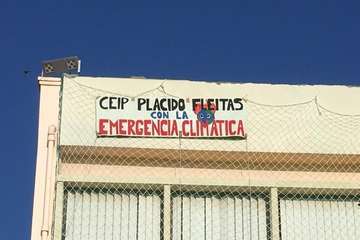 CEIP PLACIDO FLEITAS
CON LA
EMERGENCIA CLIMATICA